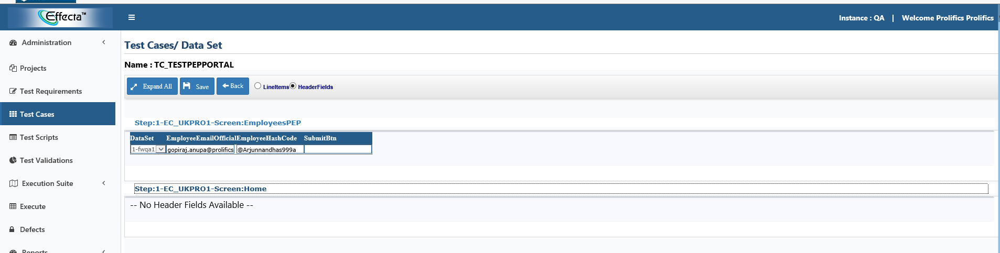 Effecta™
Instance : QA | Welcome Prolifics Prolifics
Administration
Projects
Test Requirements
Test Cases
Test Scripts
Test Validations
Execution Suite
Execute
Defects
Reports
Test Cases/ Data Set
Name : TC_TESTPEPPORTAL
Expand All Save Back LineItems HeaderFields
Step:1-EC_UKPRO1-Screen:EmployeesPEP
DataSet EmployeeEmailOfficial EmployeeHashCode SubmitBtn
1-fwqa1 gopiraj.anupa@prolifics @Arjunnandhas999a
Step:1-EC_UKPRO1-Screen:Home
-- No Header Fields Available --